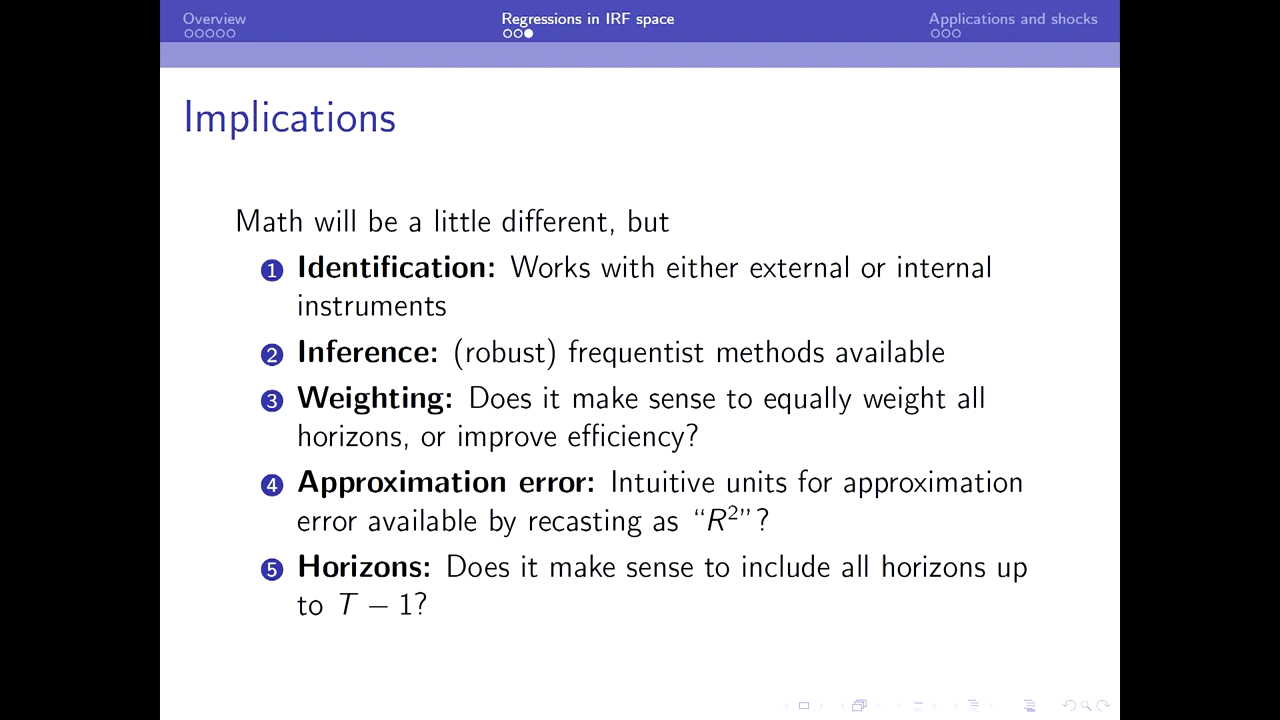 Overview
Regressions in IRF space
Applications and shocks
Implications
Math will be a little different, but
1 Identification: Works with either external or internal
instruments
2 Inference: (robust) frequentist methods available
3 Weighting: Does it make sense to equally weight all
horizons, or improve efficiency?
4 Approximation error: Intuitive units for approximation
error available by recasting as “R²”?
5 Horizons: Does it make sense to include all horizons up
to T − 1?